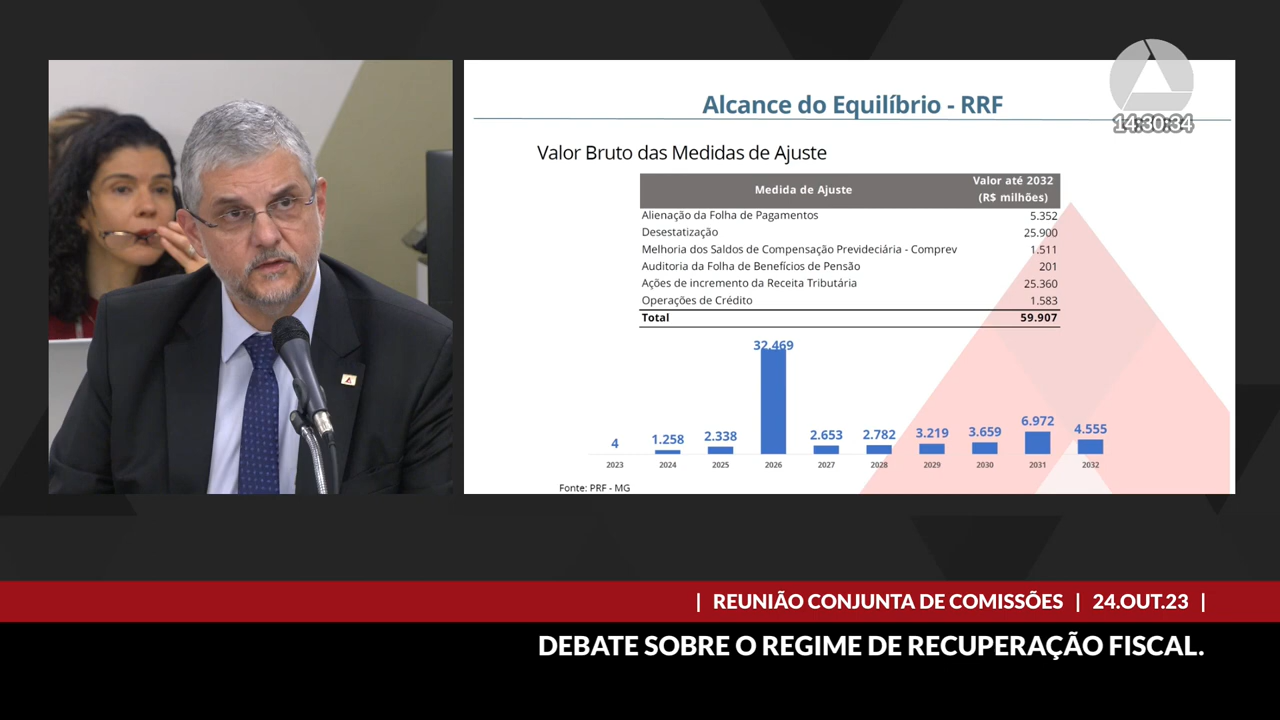 Alcance do Equilíbrio - RRF
14:30:34
Valor Bruto das Medidas de Ajuste
Medida de Ajuste Valor até 2032 (R$ milhões)
Alienação da Folha de Pagamentos 5.352
Desestatização 25.900
Melhoria dos Saldos de Compensação Prevideciária - Comprev 1.511
Auditoria da Folha de Benefícios de Pensão 201
Ações de incremento da Receita Tributária 25.360
Operações de Crédito 1.583
Total 59.907
4 1.258 2.338 32.469 2.653 2.782 3.219 3.659 6.972 4.555
2023 2024 2025 2026 2027 2028 2029 2030 2031 2032
Fonte: PRF - MG
| REUNIÃO CONJUNTA DE COMISSÕES | 24.OUT.23 |
DEBATE SOBRE O REGIME DE RECUPERAÇÃO FISCAL.